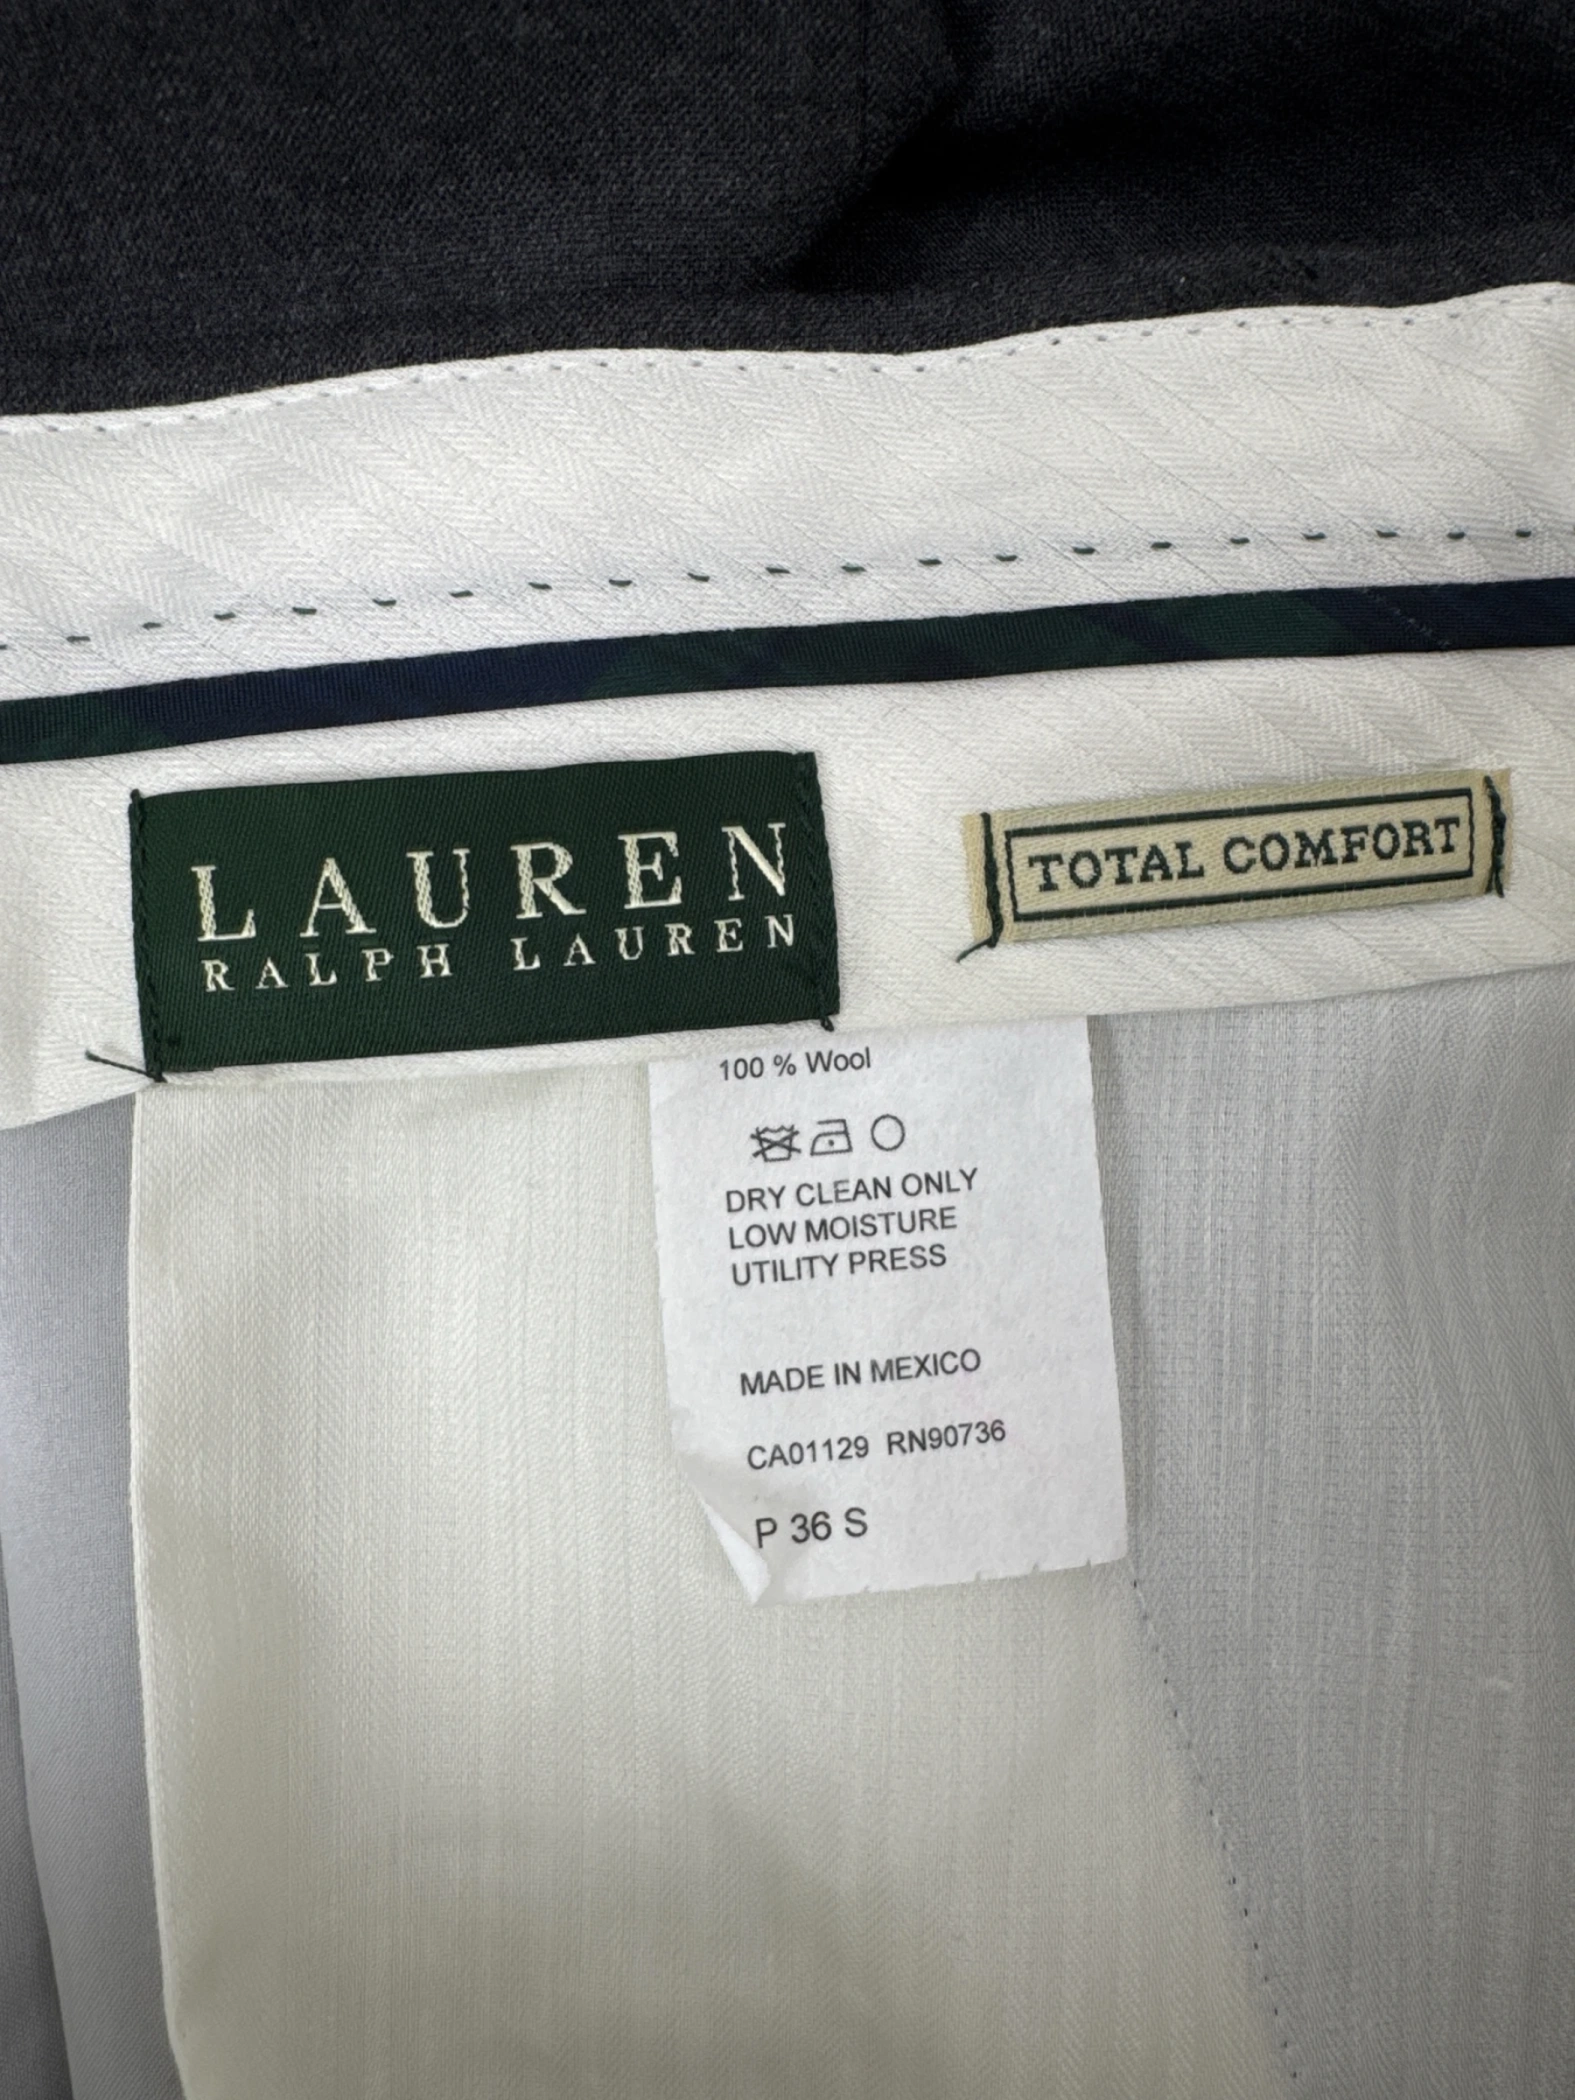 LAUREN
RALPH LAUREN
TOTAL COMFORT
100 % Wool
DRY CLEAN ONLY
LOW MOISTURE
UTILITY PRESS
MADE IN MEXICO
CA01129 RN90736
P 36 S